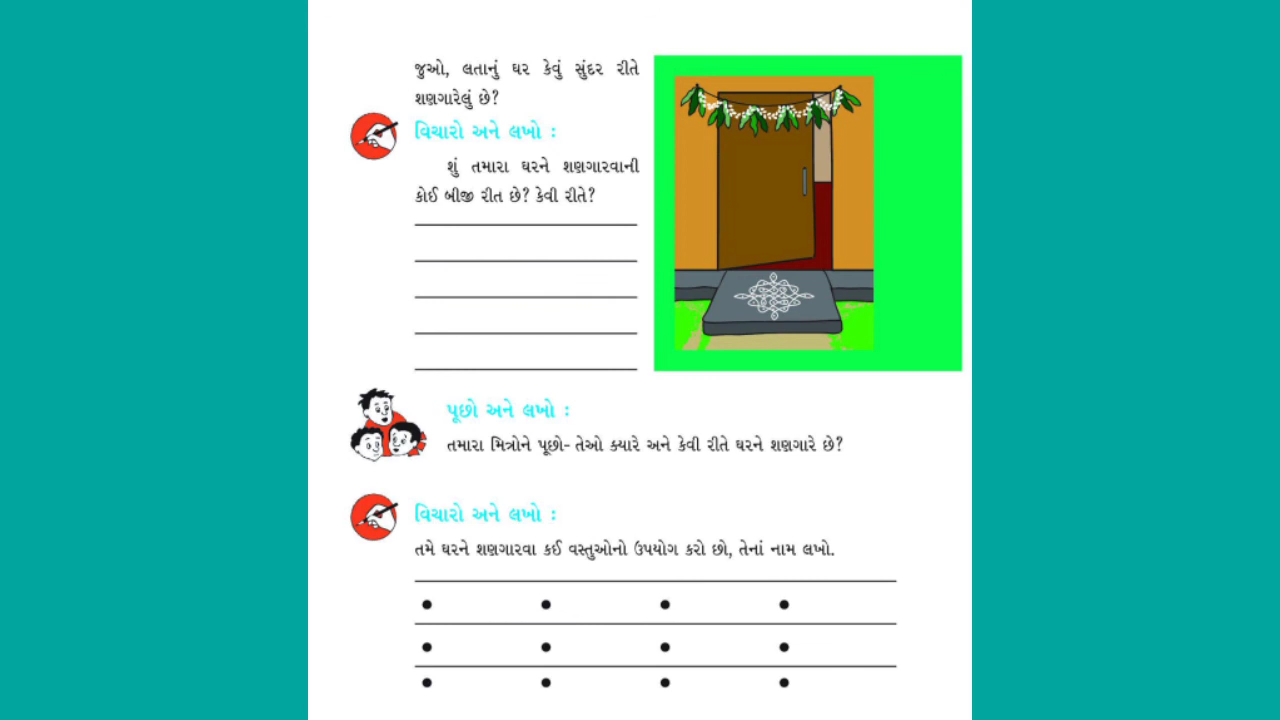 જુઓ, લતાનું ઘર કેવું સુંદર રીતે
શણગારેલું છે?
વિચારો અને લખો :
શું તમારા ઘરને શણગારવાની
કોઈ બીજી રીત છે? કેવી રીતે?
પૂછો અને લખો :
તમારા મિત્રોને પૂછો- તેઓ ક્યારે અને કેવી રીતે ઘરને શણગારે છે?
વિચારો અને લખો :
તમે ઘરને શણગારવા કઈ વસ્તુઓનો ઉપયોગ કરો છો, તેનાં નામ લખો.